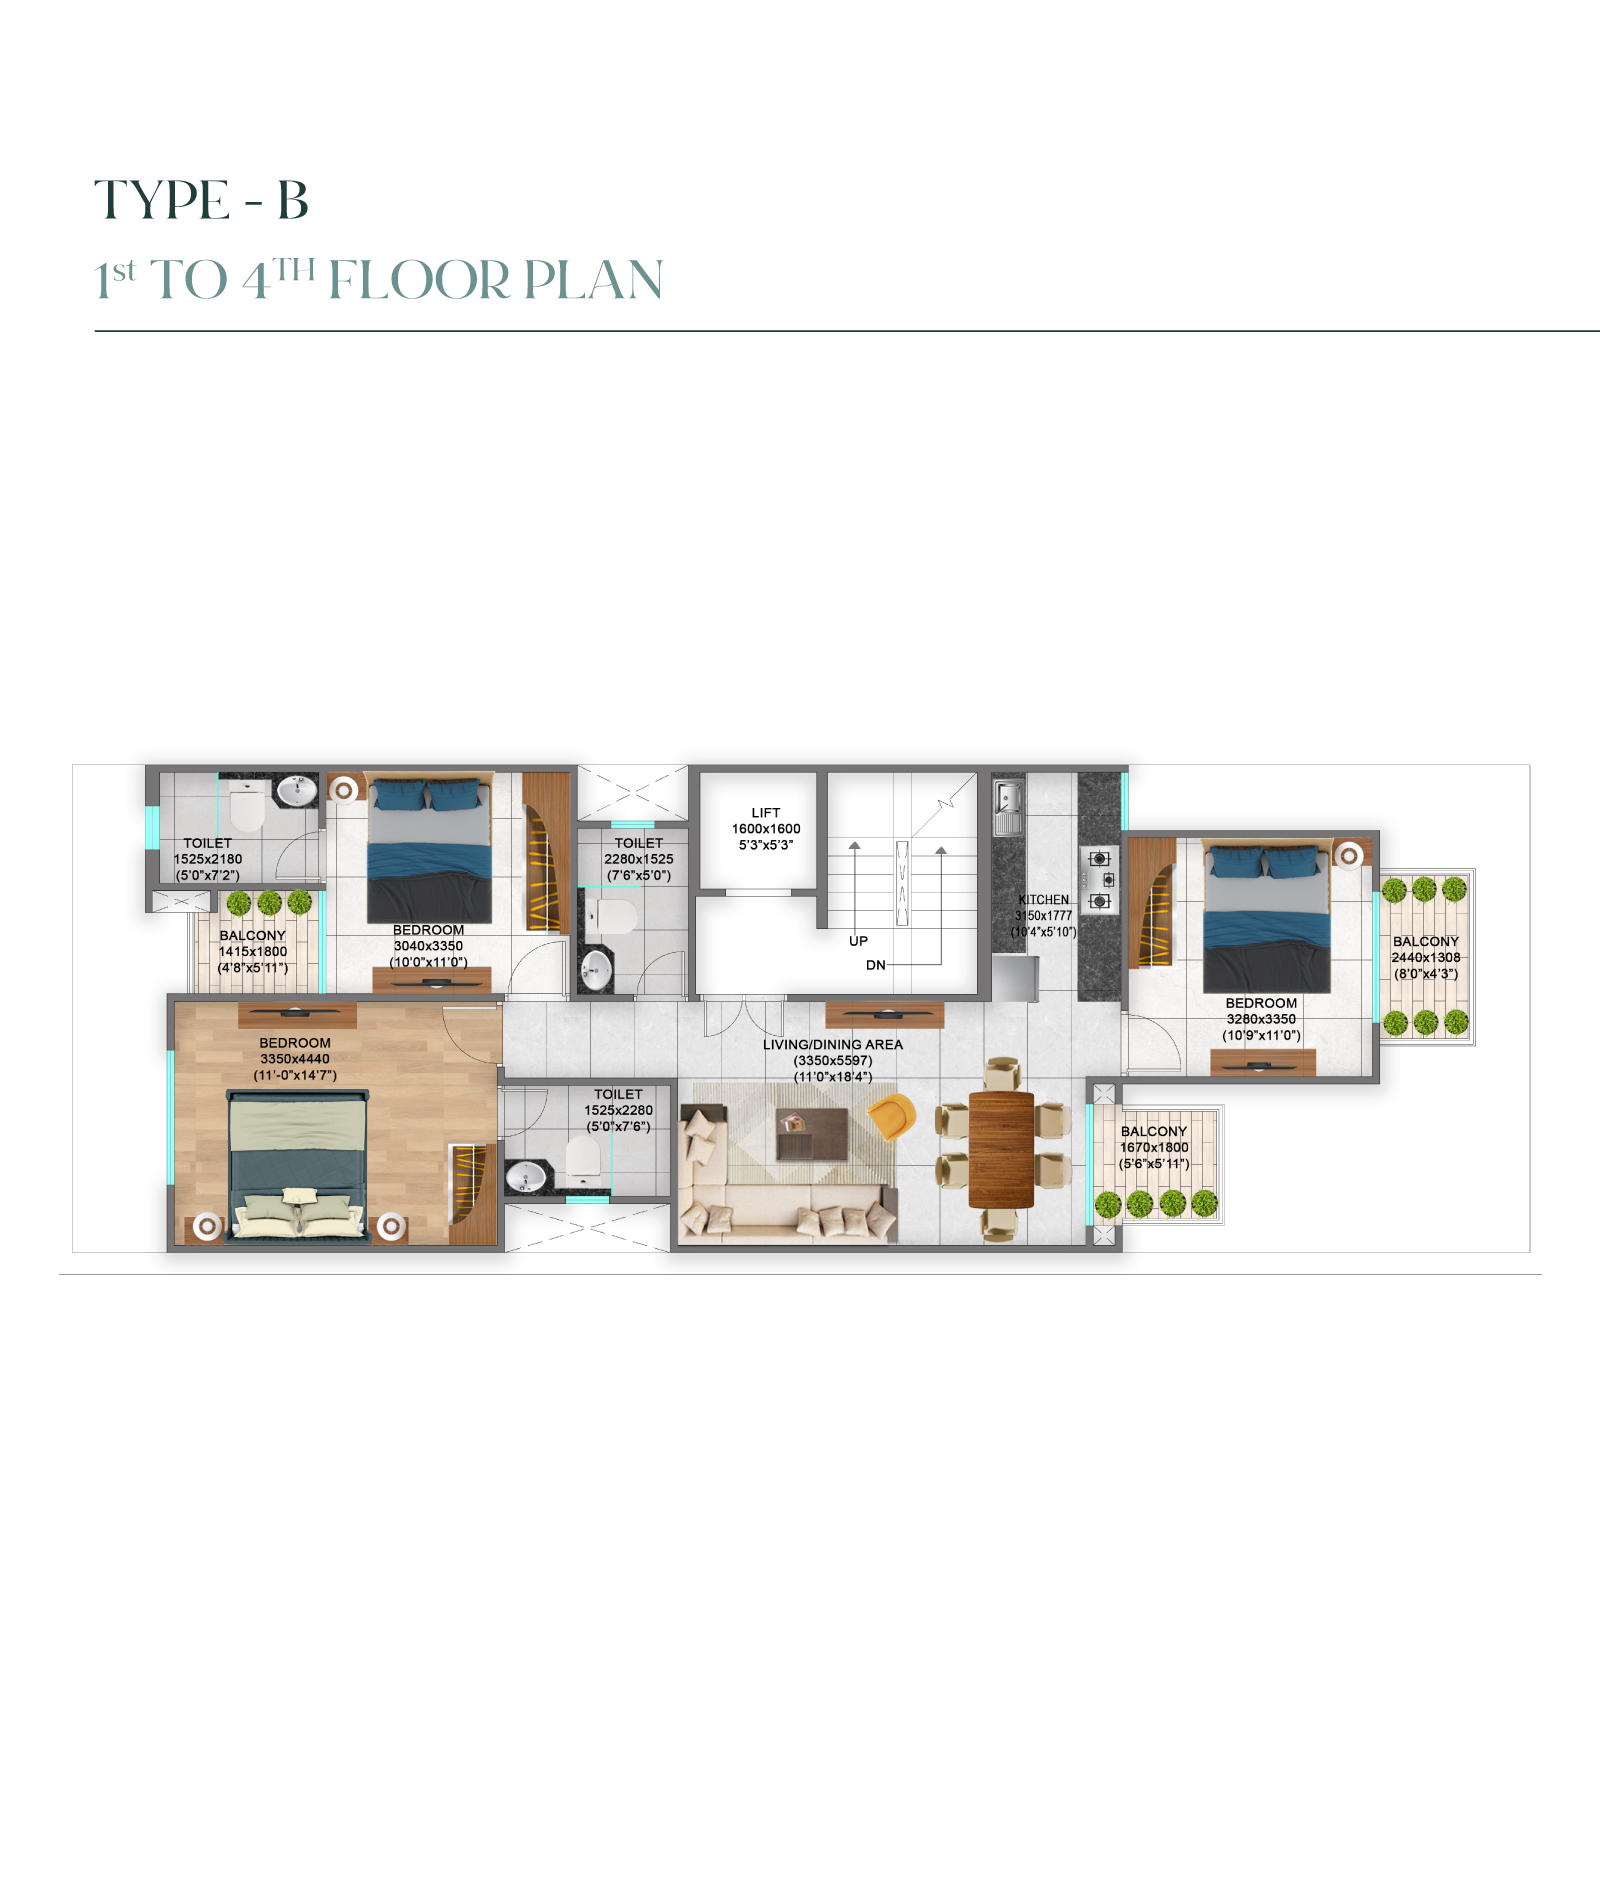 TYPE - B
1st TO 4TH FLOOR PLAN
TOILET
1525x2180
(5'0"x7'2")
BALCONY
1415x1800
(4'8"x5'11")
BEDROOM
3040x3350
(10'0"x11'0")
TOILET
2280x1525
(7'6"x5'0")
LIFT
1600x1600
5'3"x5'3"
UP
DN
KITCHEN
3150x1777
(10'4"x5'10")
BEDROOM
3280x3350
(10'9"x11'0")
BALCONY
2440x1308
(8'0"x4'3")
BEDROOM
3350x4440
(11'-0"x14'7")
TOILET
1525x2280
(5'0"x7'6")
LIVING/DINING AREA
(3350x5597)
(11'0"x18'4")
BALCONY
1670x1800
(5'6"x5'11")